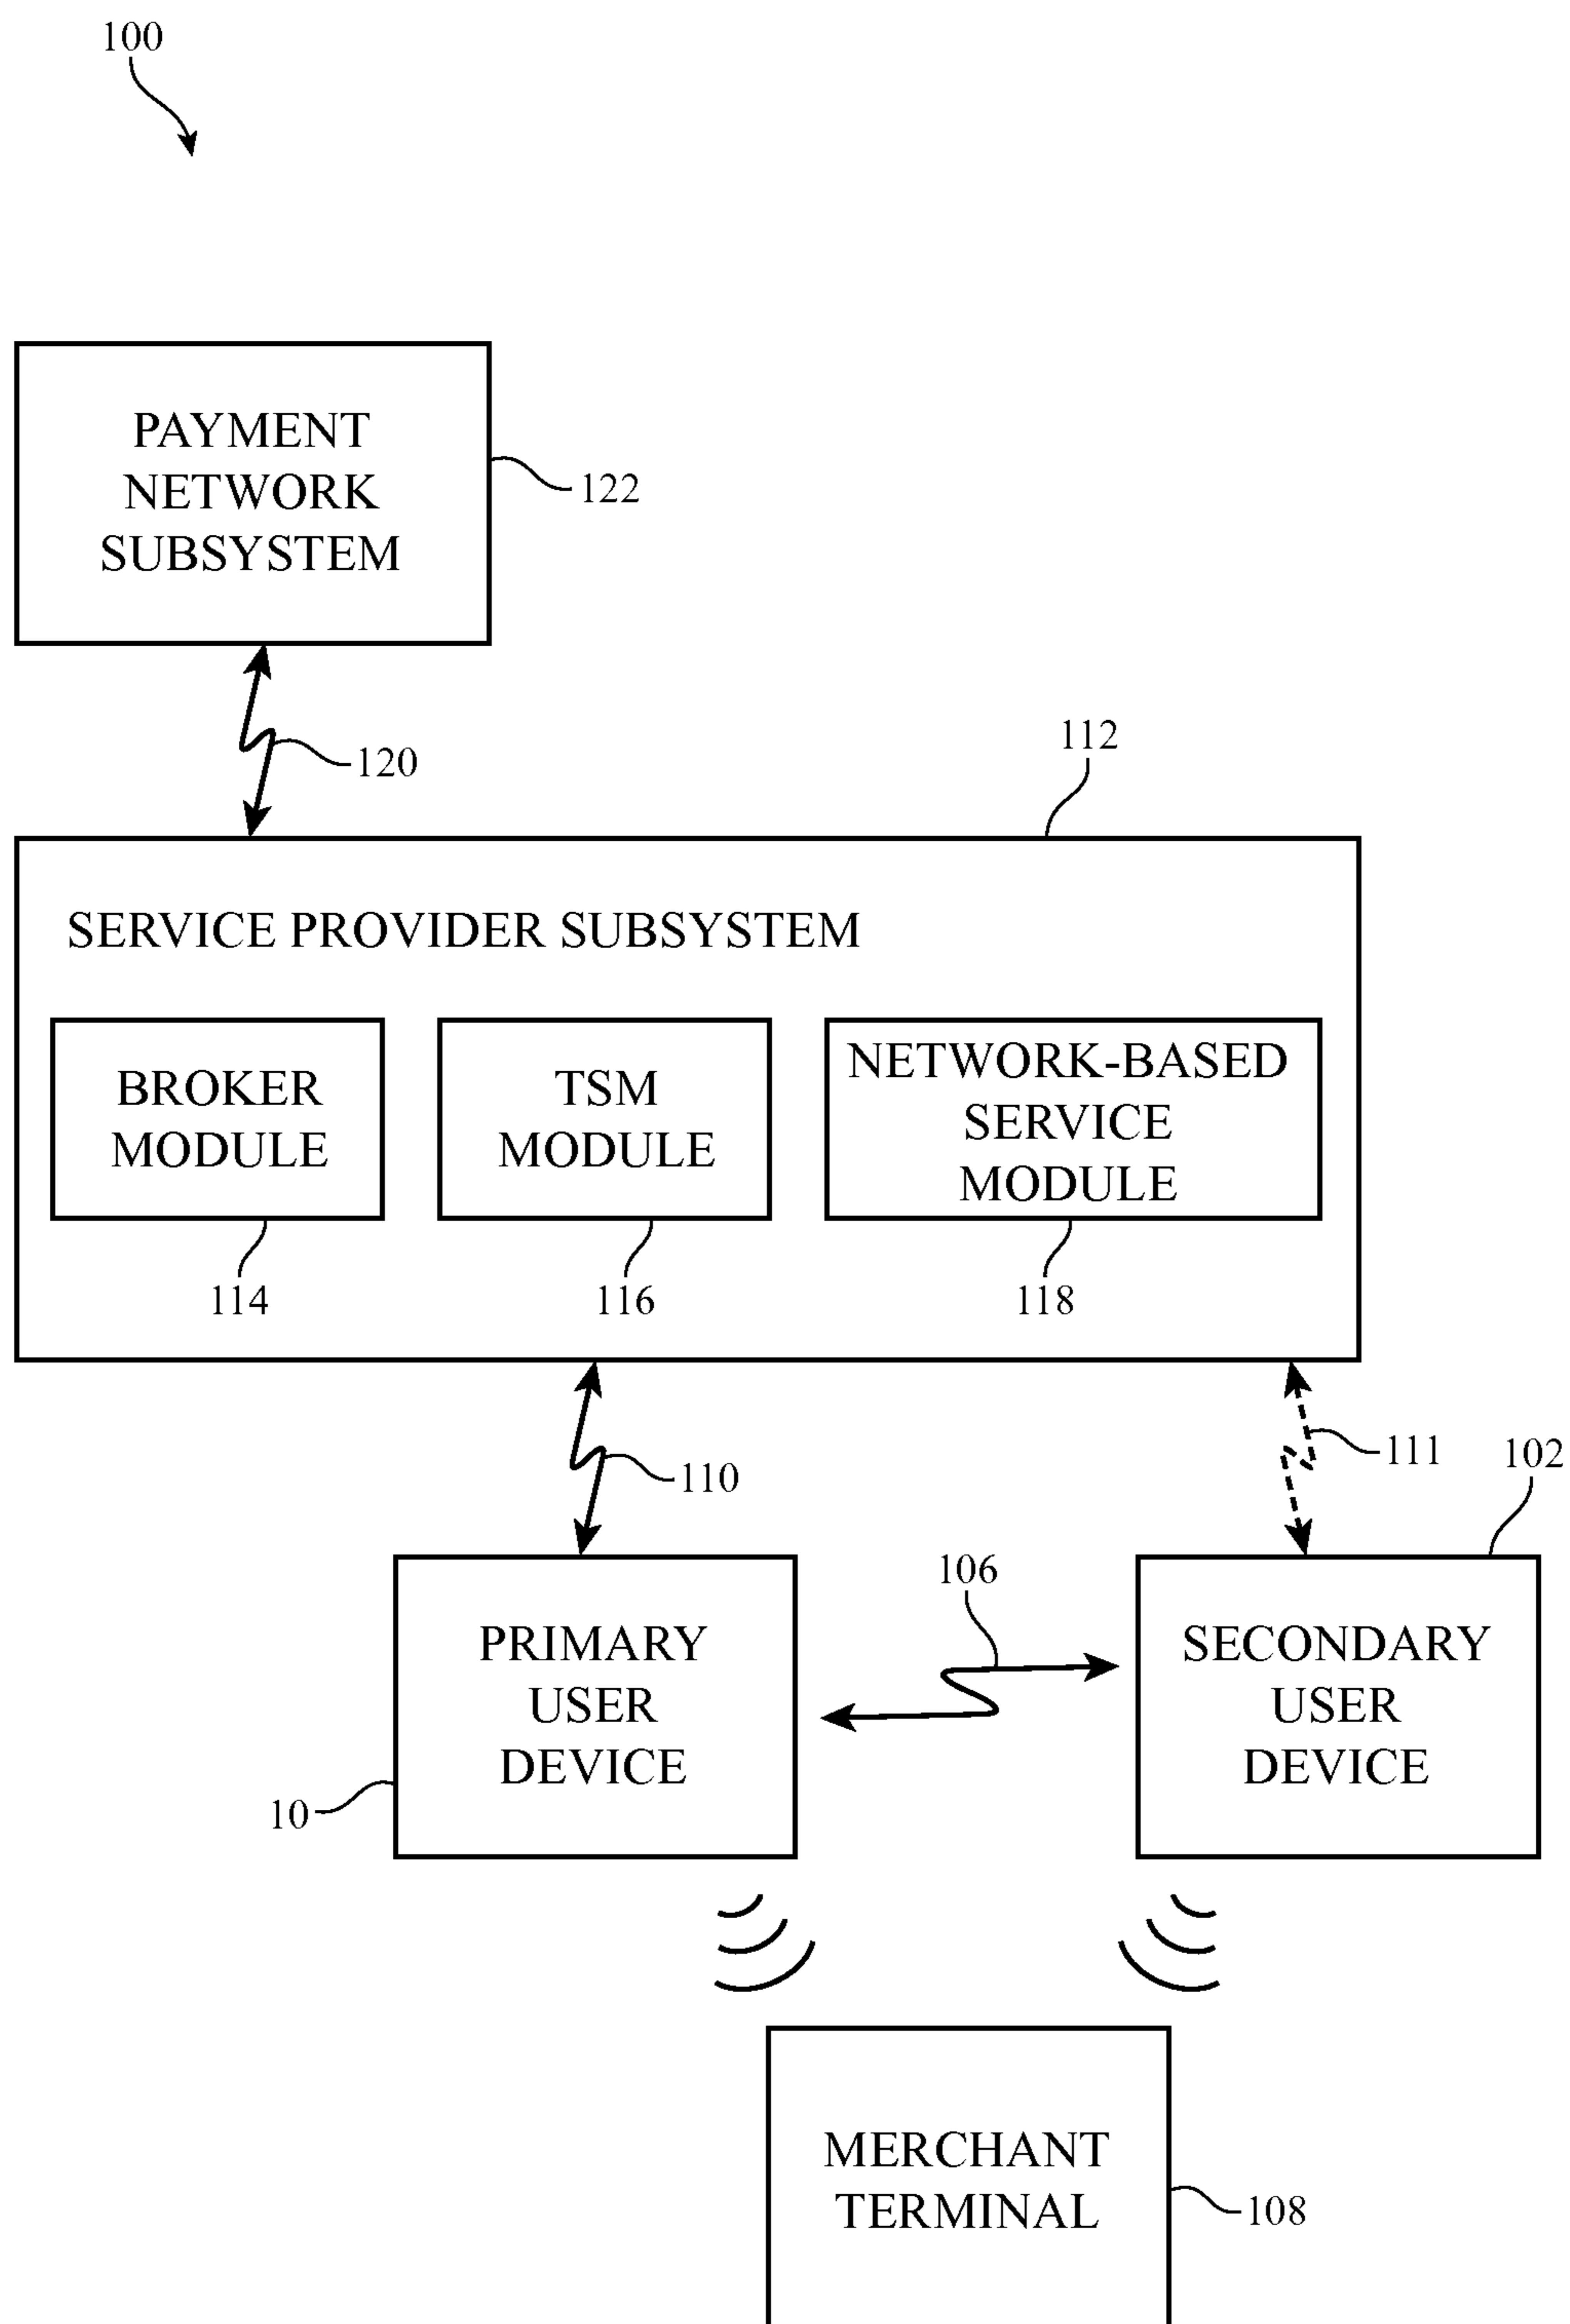 100
PAYMENT
NETWORK
SUBSYSTEM
122
120
112
SERVICE PROVIDER SUBSYSTEM
BROKER
MODULE
114
TSM
MODULE
116
NETWORK-BASED
SERVICE
MODULE
118
110
111
102
106
PRIMARY
USER
DEVICE
10
SECONDARY
USER
DEVICE
MERCHANT
TERMINAL
108